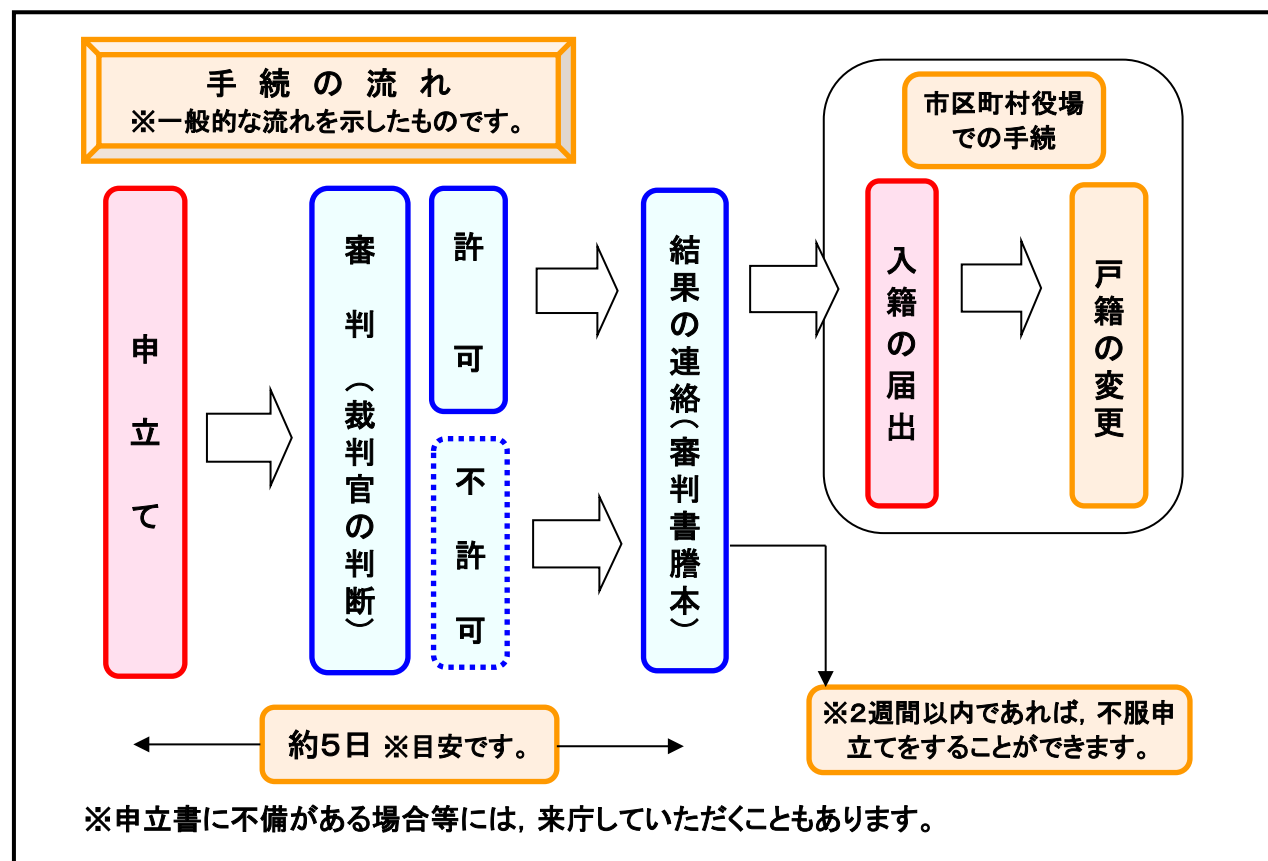 手続の流れ
※一般的な流れを示したものです。
市区町村役場
での手続
申立て
審判（裁判官の判断）
許可
不許可
結果の連絡（審判書謄本）
入籍の届出
戸籍の変更
約５日 ※目安です。
※２週間以内であれば，不服申
立てをすることができます。
※申立書に不備がある場合等には，来庁していただくこともあります。